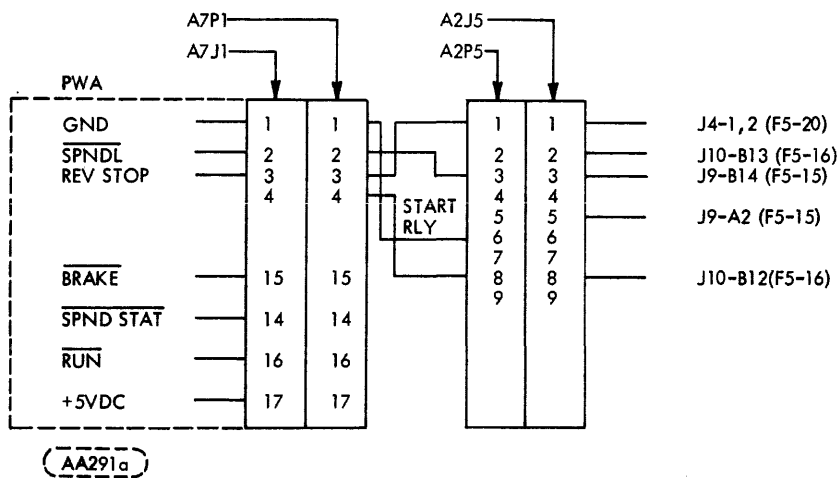 A7P1
A2J5
A7J1
A2P5
PWA
GND 1 1 1 1 J4-1,2 (F5-20)
SPNDL 2 2 2 2 J10-B13 (F5-16)
REV STOP 3 3 3 3 J9-B14 (F5-15)
4 4 4 4
START RLY
5 5 J9-A2 (F5-15)
6 6
7 7
BRAKE 15 15 8 8 J10-B12(F5-16)
9 9
SPND STAT 14 14
RUN 16 16
+5VDC 17 17
AA291a